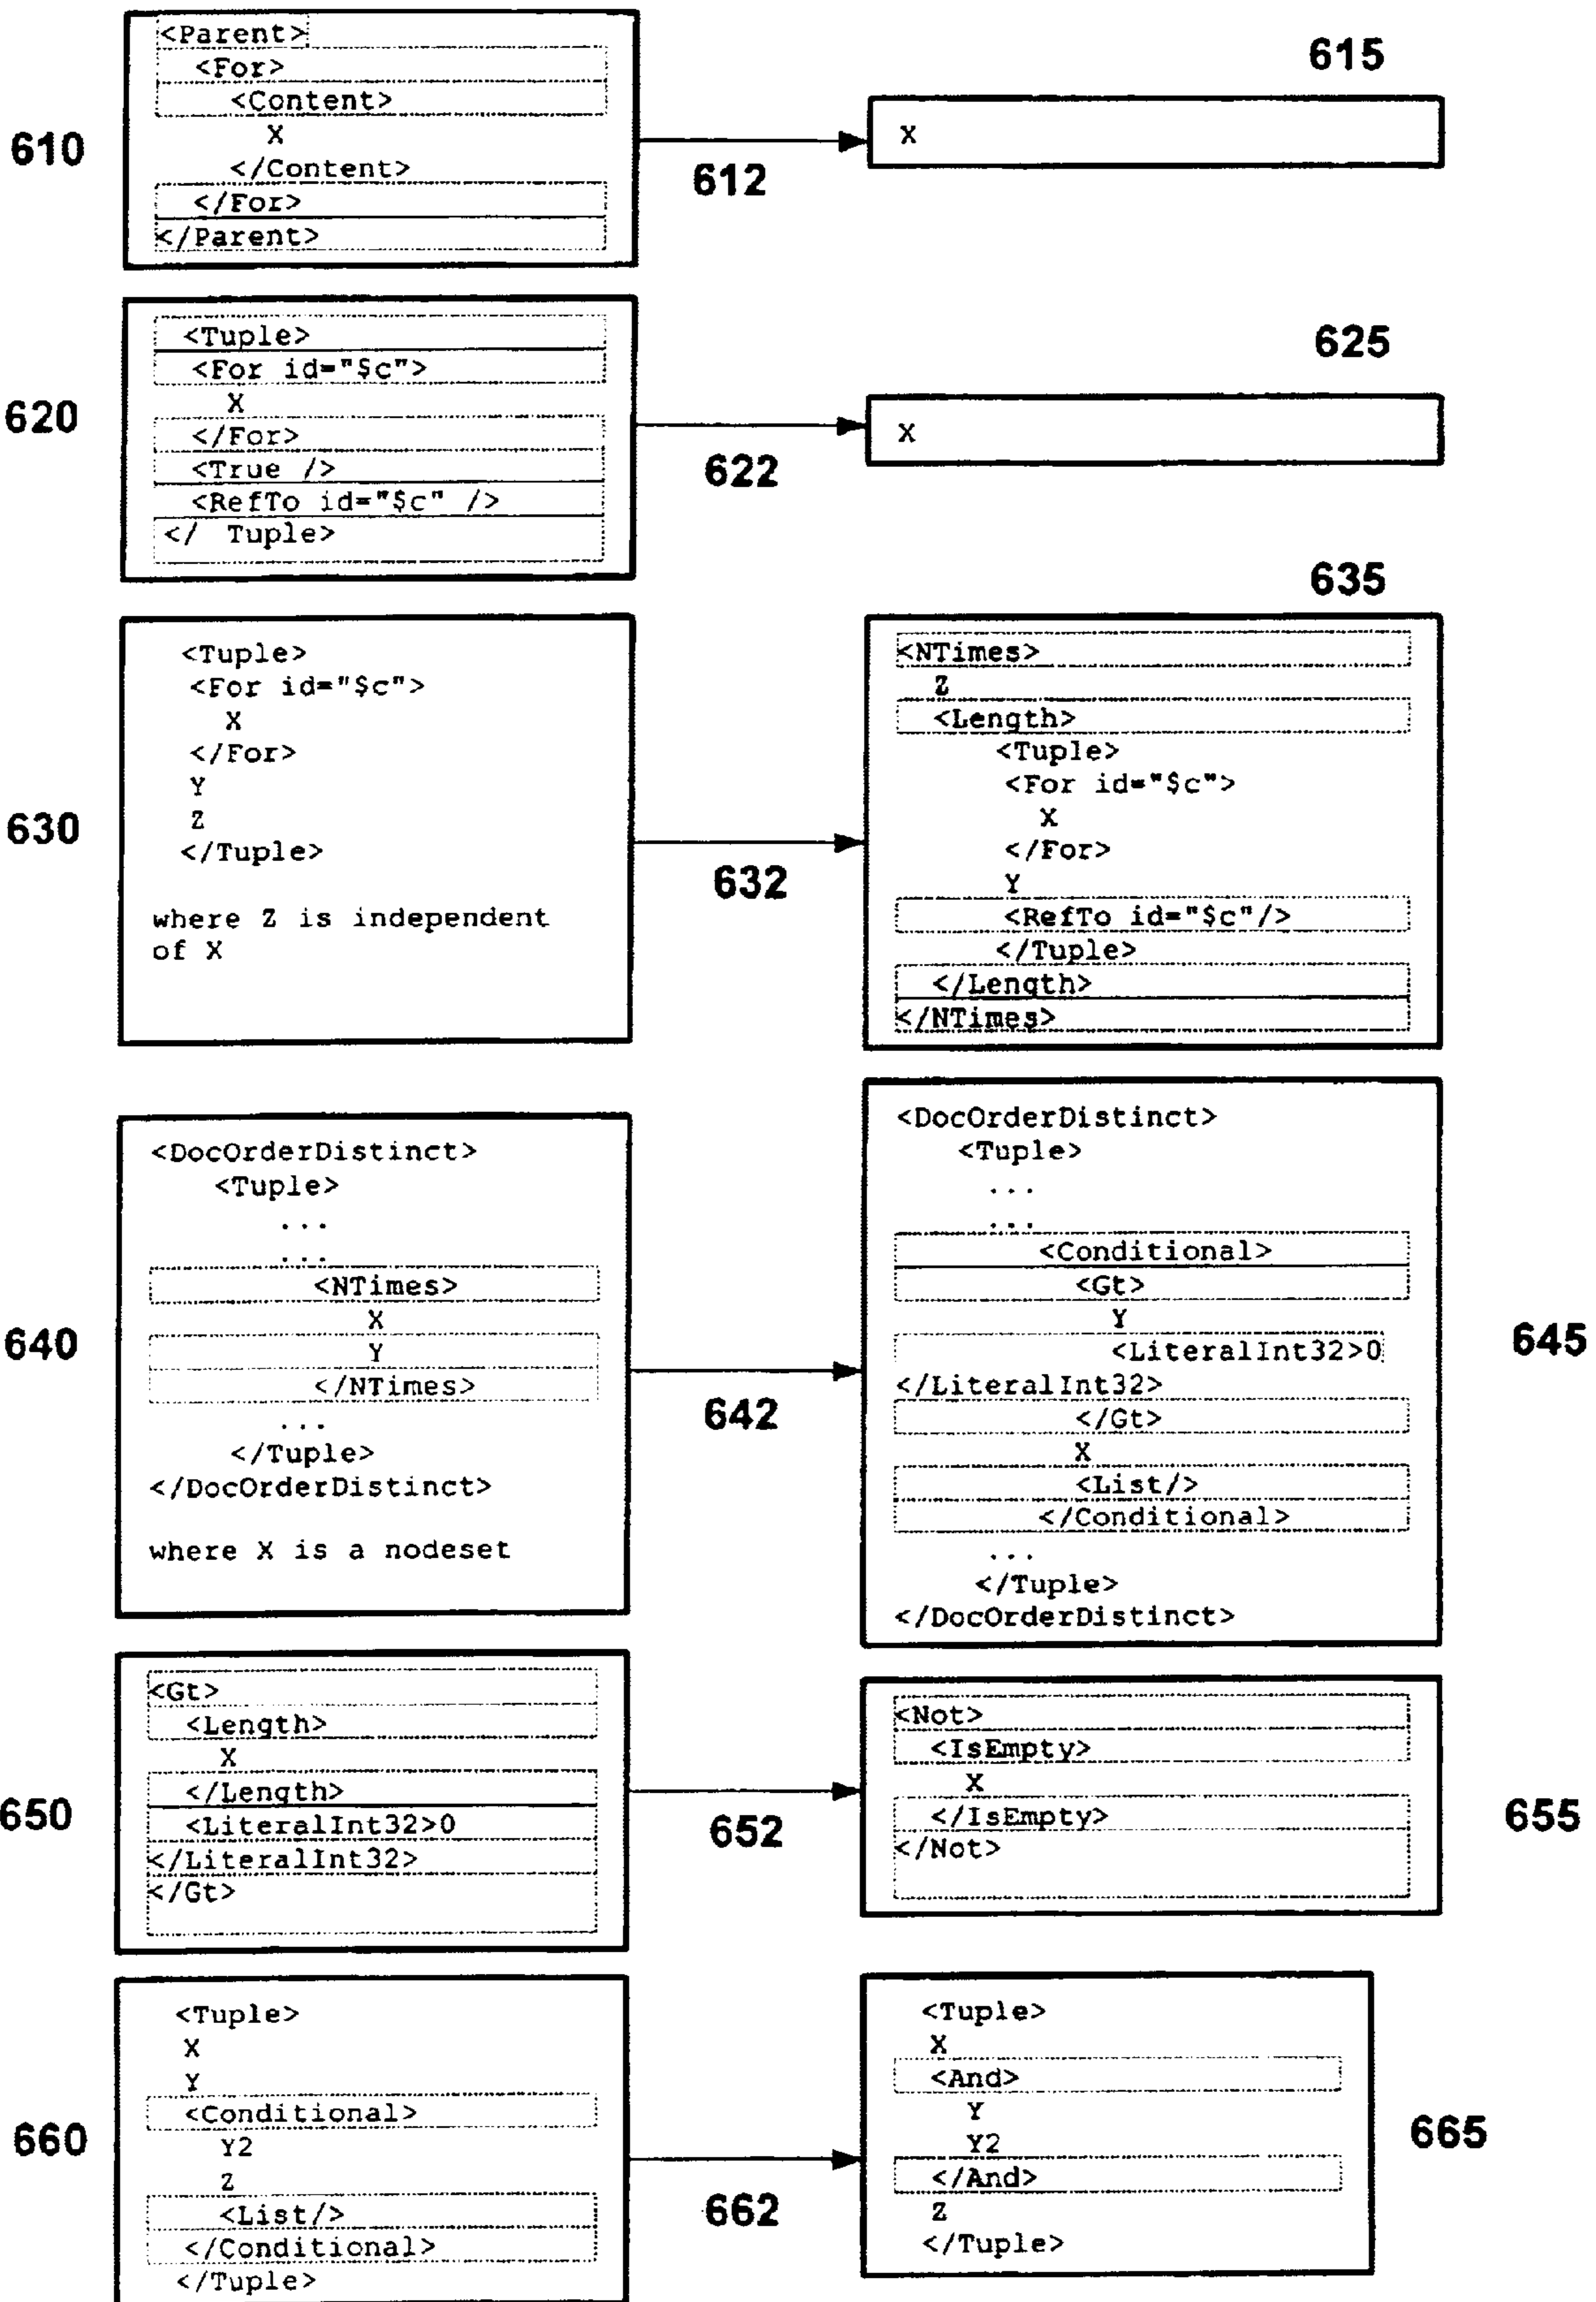 610
<Parent>
<For>
<Content>
X
</Content>
</For>
</Parent>
612
615
X
620
<Tuple>
<For id="$c">
X
</For>
<True />
<RefTo id="$c" />
</ Tuple>
622
625
X
630
<Tuple>
<For id="$c">
X
</For>
Y
Z
</Tuple>
where Z is independent
of X
632
635
<NTimes>
Z
<Length>
<Tuple>
<For id="$c">
X
</For>
Y
<RefTo id="$c"/>
</Tuple>
</Length>
</NTimes>
640
<DocOrderDistinct>
<Tuple>
...
...
<NTimes>
X
Y
</NTimes>
...
</Tuple>
</DocOrderDistinct>
where X is a nodeset
642
<DocOrderDistinct>
<Tuple>
...
...
<Conditional>
<Gt>
Y
<LiteralInt32>0
</LiteralInt32>
</Gt>
X
<List/>
</Conditional>
...
</Tuple>
</DocOrderDistinct>
645
650
<Gt>
<Length>
X
</Length>
<LiteralInt32>0
</LiteralInt32>
</Gt>
652
<Not>
<IsEmpty>
X
</IsEmpty>
</Not>
655
660
<Tuple>
X
Y
<Conditional>
Y2
Z
<List/>
</Conditional>
</Tuple>
662
<Tuple>
X
<And>
Y
Y2
</And>
Z
</Tuple>
665